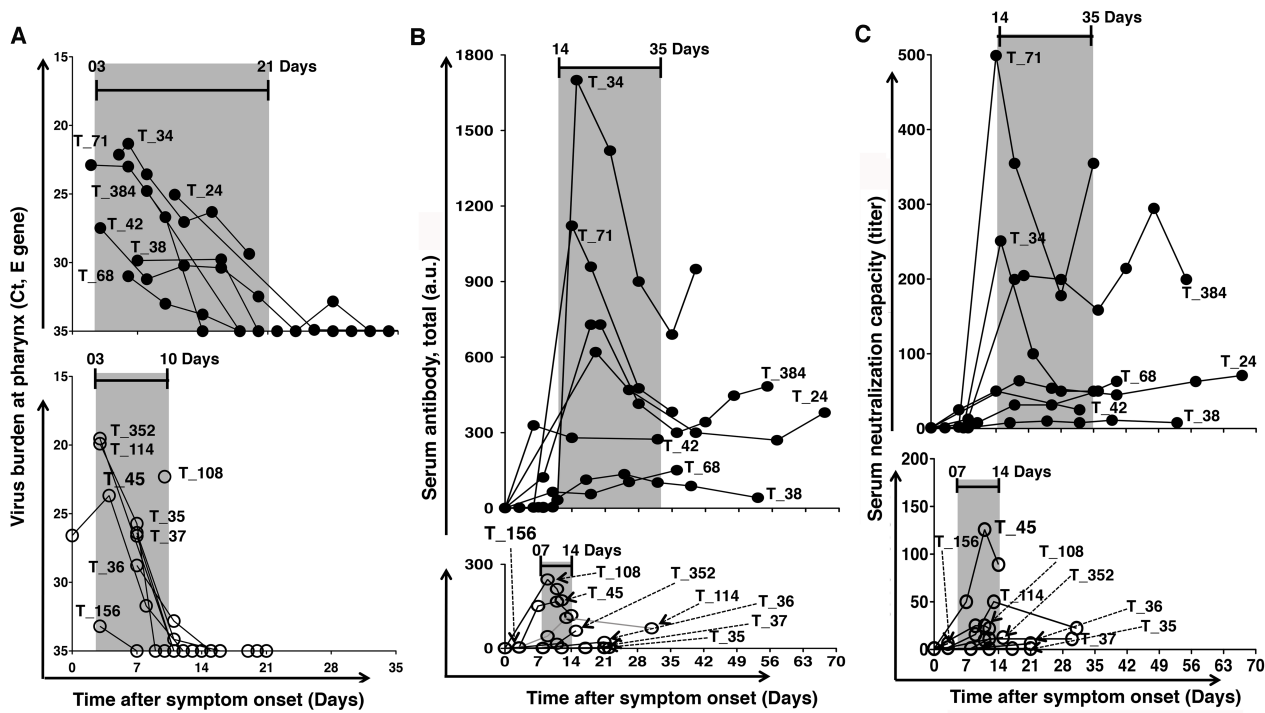 A
Virus burden at pharynx (Ct, E gene)
03
21 Days
15
20
25
30
35
T_71
T_34
T_384
T_24
T_42
T_38
T_68
03
10 Days
15
20
25
30
35
T_352
T_114
T_108
T_45
T_35
T_37
T_36
T_156
0
7
14
28
35
Time after symptom onset (Days)
B
Serum antibody, total (a.u.)
14
35 Days
1800
1500
1200
900
600
300
0
T_34
T_71
T_384
T_24
T_42
T_68
T_38
T_156
07
14 Days
300
0
T_108
T_352
T_45
T_114
T_36
T_37
T_35
0
7
14
21
28
35
42
49
56
63
70
Time after symptom onset (Days)
C
Serum neutralization capacity (titer)
14
35 Days
500
400
300
200
100
0
T_71
T_34
T_384
T_24
T_68
T_42
T_38
07
14 Days
200
150
100
50
0
T_45
T_156
T_108
T_352
T_114
T_36
T_35
T_37
0
7
14
21
28
35
42
49
56
63
70
Time after symptom onset (Days)